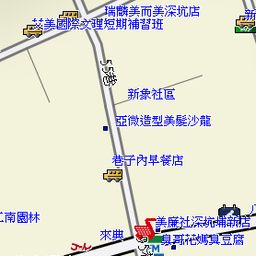 瑞麟美而美深坑店
艾美國際文理短期補習班
55巷
新象社區
亞微造型美髮沙龍
巷子內早餐店
江南園林
來典
美廉社深坑埔新店
臭哥花媽臭豆腐